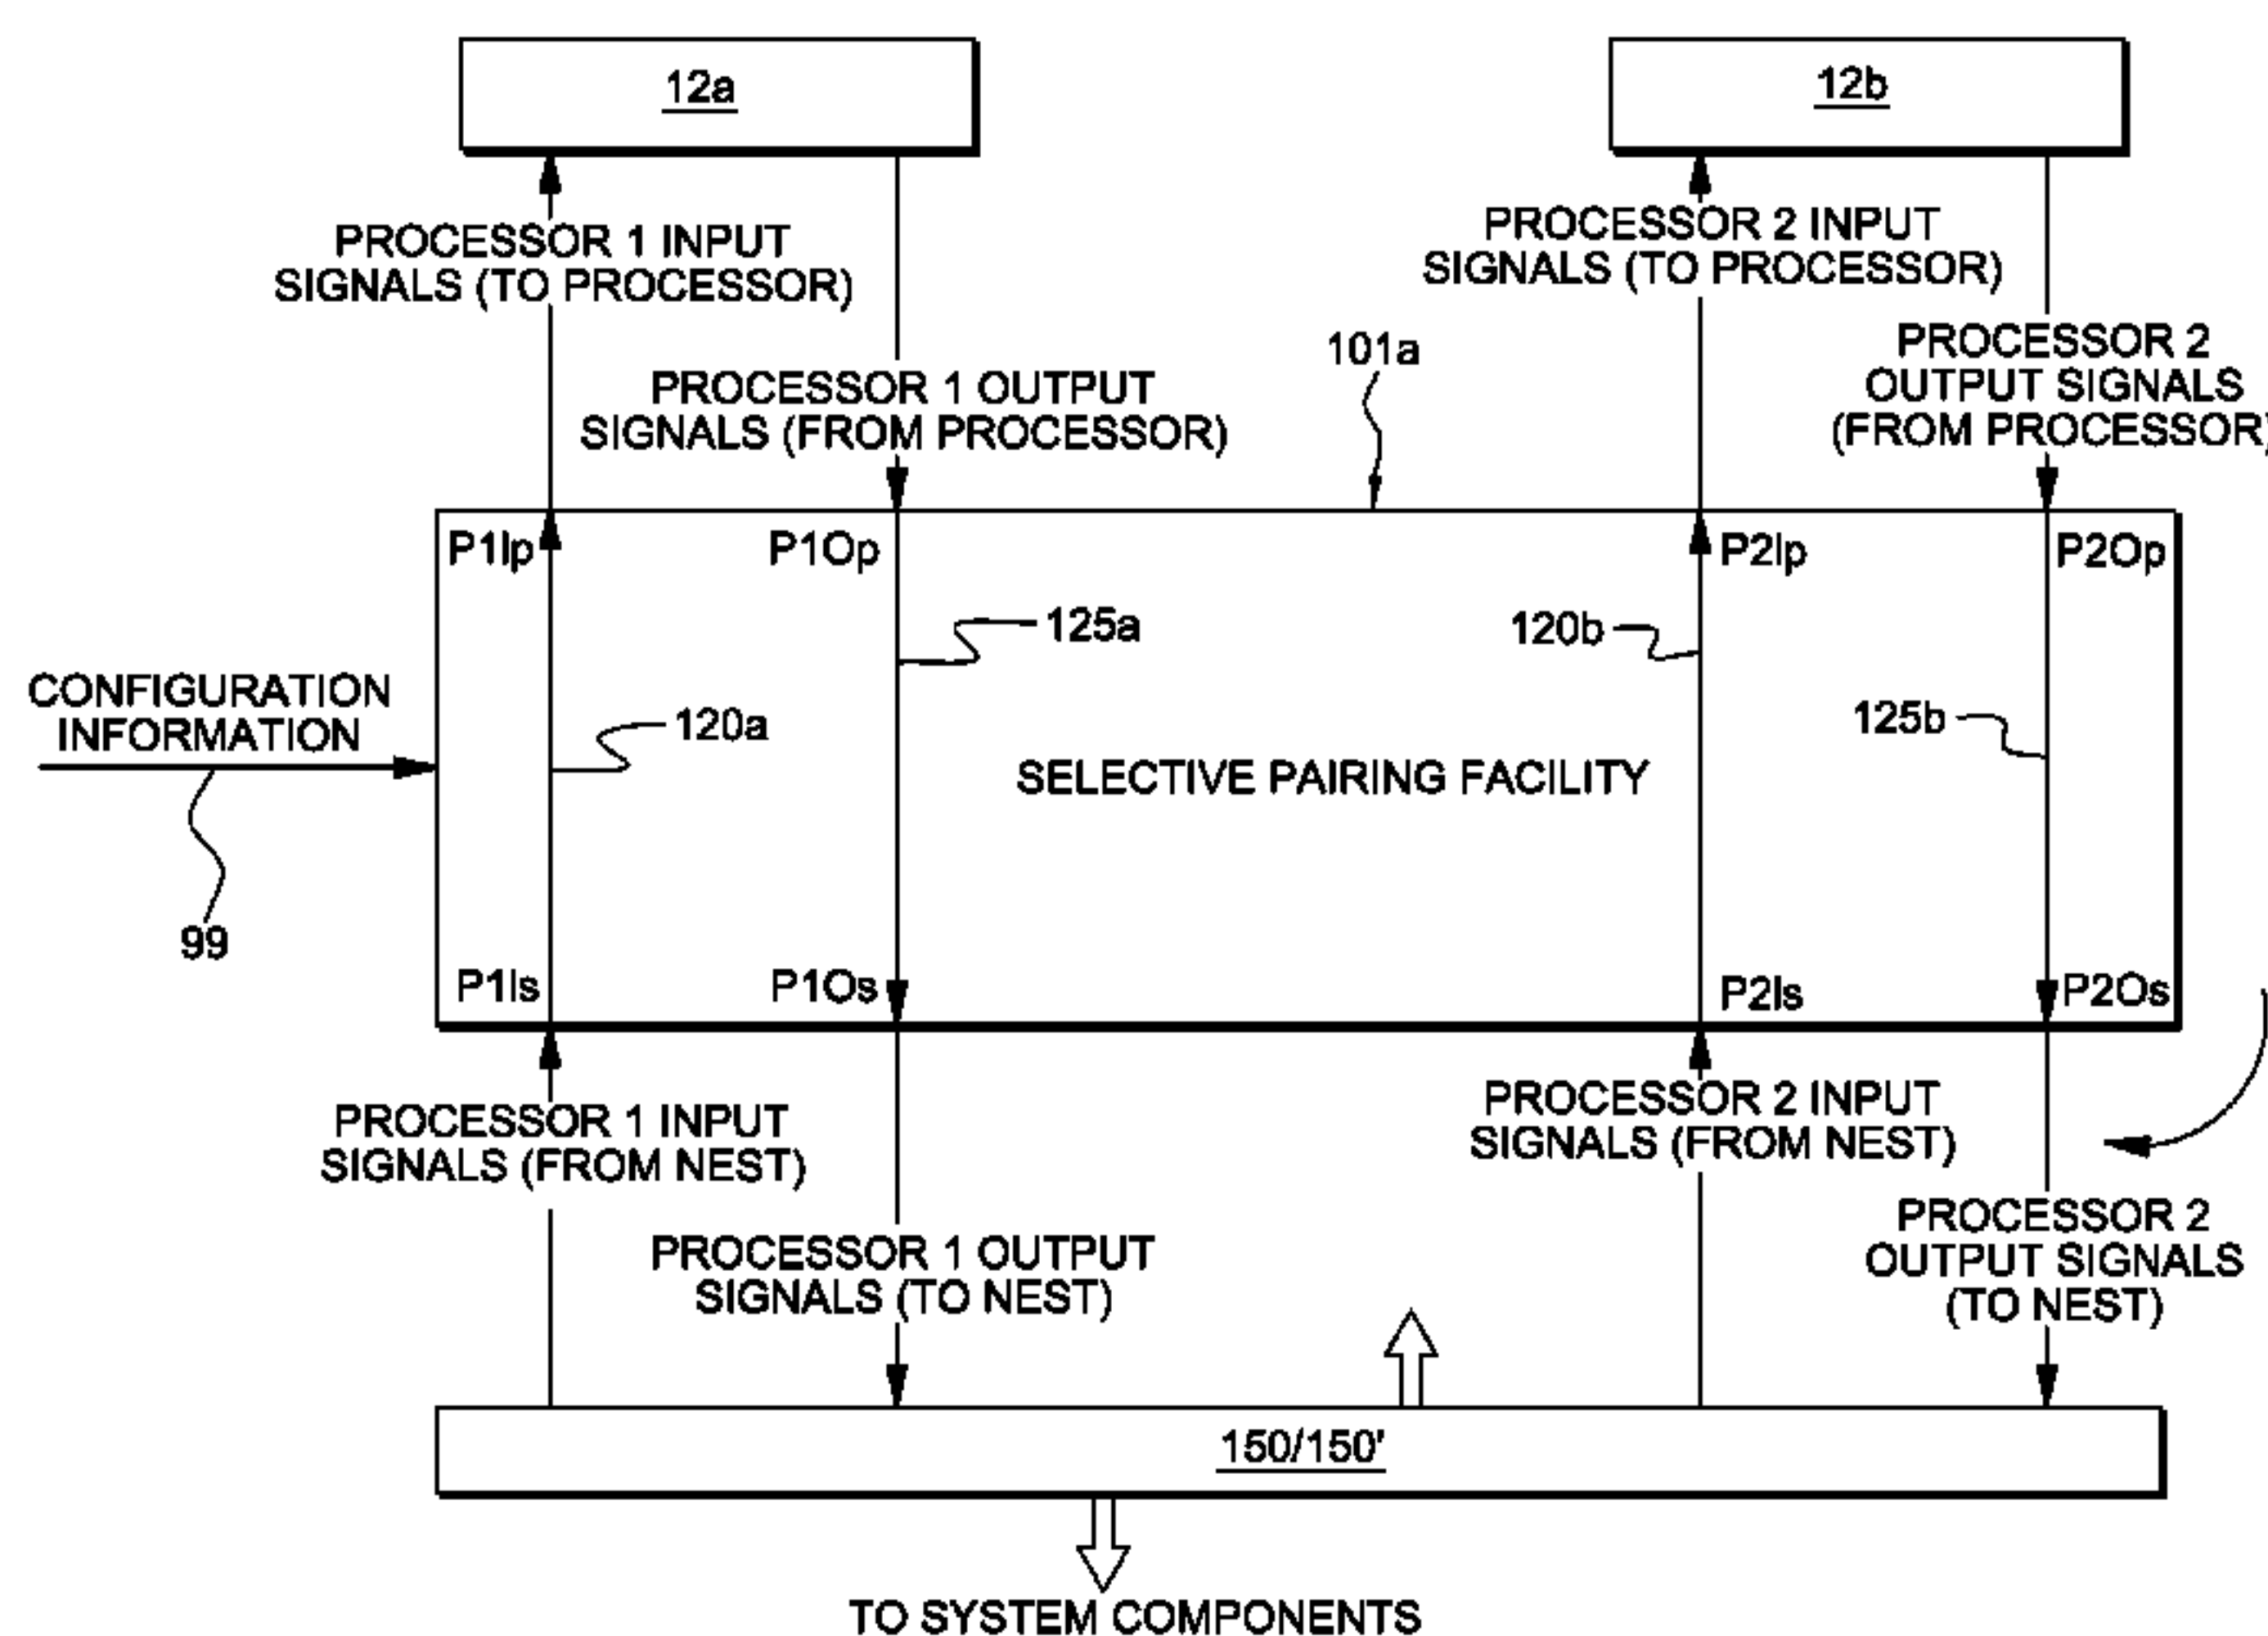 12a
12b
PROCESSOR 1 INPUT
SIGNALS (TO PROCESSOR)
PROCESSOR 2 INPUT
SIGNALS (TO PROCESSOR)
PROCESSOR 1 OUTPUT
SIGNALS (FROM PROCESSOR)
101a
PROCESSOR 2
OUTPUT SIGNALS
(FROM PROCESSOR)
P1Ip
P1Op
P2Ip
P2Op
125a
120b
CONFIGURATION
INFORMATION
120a
125b
SELECTIVE PAIRING FACILITY
99
P1Is
P1Os
P2Is
P2Os
PROCESSOR 1 INPUT
SIGNALS (FROM NEST)
PROCESSOR 2 INPUT
SIGNALS (FROM NEST)
PROCESSOR 1 OUTPUT
SIGNALS (TO NEST)
PROCESSOR 2
OUTPUT SIGNALS
(TO NEST)
150/150'
TO SYSTEM COMPONENTS